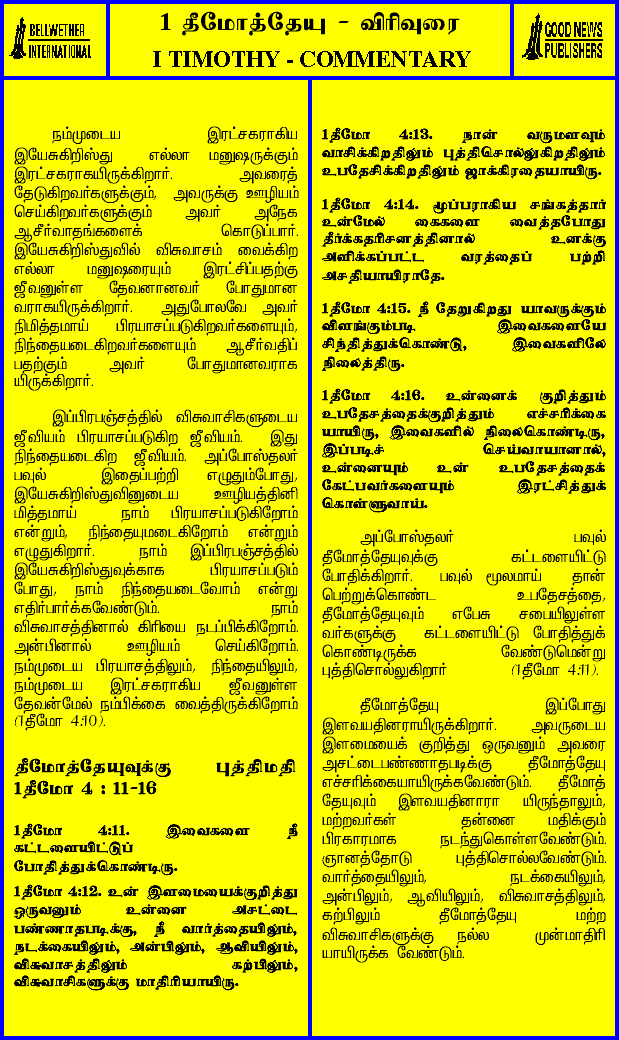 BELLWETHER
INTERNATIONAL
1 தீமோத்தேயு - விரிவுரை
I TIMOTHY - COMMENTARY
GOOD NEWS
PUBLISHERS
நம்முடைய இரட்சகராகிய
இயேசுகிறிஸ்து எல்லா மனுஷருக்கும்
இரட்சகராகயிருக்கிறார். அவரைத்
தேடுகிறவர்களுக்கும், அவருக்கு ஊழியம்
செய்கிறவர்களுக்கும் அவர் அநேக
ஆசீர்வாதங்களைக் கொடுப்பார்.
இயேசுகிறிஸ்துவில் விசுவாசம் வைக்கிற
எல்லா மனுஷரையும் இரட்சிப்பதற்கு
ஜீவனுள்ள தேவனானவர் போதுமான
வராகயிருக்கிறார். அதுபோலவே அவர்
நிமித்தமாய் பிரயாசப்படுகிறவர்களையும்,
நிந்தையடைகிறவர்களையும் ஆசீர்வதிப்
பதற்கும் அவர் போதுமானவராக
யிருக்கிறார்.
இப்பிரபஞ்சத்தில் விசுவாசிகளுடைய
ஜீவியம் பிரயாசப்படுகிற ஜீவியம். இது
நிந்தையடைகிற ஜீவியம். அப்போஸ்தலர்
பவுல் இதைப்பற்றி எழுதும்போது,
இயேசுகிறிஸ்துவினுடைய ஊழியத்தினி
மித்தமாய் நாம் பிரயாசப்படுகிறோம்
என்றும், நிந்தையுமடைகிறோம் என்றும்
எழுதுகிறார். நாம் இப்பிரபஞ்சத்தில்
இயேசுகிறிஸ்துவுக்காக பிரயாசப்படும்
போது, நாம் நிந்தையடைவோம் என்று
எதிர்பார்க்கவேண்டும். நாம்
விசுவாசத்தினால் கிரியை நடப்பிக்கிறோம்.
அன்பினால் ஊழியம் செய்கிறோம்.
நம்முடைய பிரயாசத்திலும், நிந்தையிலும்,
நம்முடைய இரட்சகராகிய ஜீவனுள்ள
தேவன்மேல் நம்பிக்கை வைத்திருக்கிறோம்
(1தீமோ 4:10).
தீமோத்தேயுவுக்கு புத்திமதி
1தீமோ 4 : 11-16
1தீமோ 4:11. இவைகளை நீ
கட்டளையிட்டுப்
போதித்துக்கொண்டிரு.
1தீமோ 4:12. உன் இளமையைக்குறித்து
ஒருவனும் உன்னை அசட்டை
பண்ணாதபடிக்கு, நீ வார்த்தையிலும்,
நடக்கையிலும், அன்பிலும், ஆவியிலும்,
விசுவாசத்திலும் கற்பிலும்,
விசுவாசிகளுக்கு மாதிரியாயிரு.
1தீமோ 4:13. நான் வருமளவும்
வாசிக்கிறதிலும் புத்திசொல்லுகிறதிலும்
உபதேசிக்கிறதிலும் ஜாக்கிரதையாயிரு.
1தீமோ 4:14. மூப்பராகிய சங்கத்தார்
உன்மேல் கைகளை வைத்தபோது
தீர்க்கதரிசனத்தினால் உனக்கு
அளிக்கப்பட்ட வரத்தைப் பற்றி
அசதியாயிராதே.
1தீமோ 4:15. நீ தேறுகிறது யாவருக்கும்
விளங்கும்படி இவைகளையே
சிந்தித்துக்கொண்டு, இவைகளிலே
நிலைத்திரு.
1தீமோ 4:16. உன்னைக் குறித்தும்
உபதேசத்தைக்குறித்தும் எச்சரிக்கை
யாயிரு, இவைகளில் நிலைகொண்டிரு,
இப்படிச் செய்வாயானால்,
உன்னையும் உன் உபதேசத்தைக்
கேட்பவர்களையும் இரட்சித்துக்
கொள்ளுவாய்.
அப்போஸ்தலர் பவுல்
தீமோத்தேயுவுக்கு கட்டளையிட்டு
போதிக்கிறார். பவுல் மூலமாய் தான்
பெற்றுக்கொண்ட உபதேசத்தை,
தீமோத்தேயுவும் எபேசு சபையிலுள்ள
வர்களுக்கு கட்டளையிட்டு போதித்துக்
கொண்டிருக்க வேண்டுமென்று
புத்திசொல்லுகிறார் (1தீமோ 4:11).
தீமோத்தேயு இப்போது
இளவயதினராயிருக்கிறார். அவருடைய
இளமையைக் குறித்து ஒருவனும் அவரை
அசட்டைபண்ணாதபடிக்கு தீமோத்தேயு
எச்சரிக்கையாயிருக்கவேண்டும். தீமோத்
தேயுவும் இளவயதினாரா யிருந்தாலும்,
மற்றவர்கள் தன்னை மதிக்கும்
பிரகாரமாக நடந்துகொள்ளவேண்டும்.
ஞானத்தோடு புத்திசொல்லவேண்டும்.
வார்த்தையிலும், நடக்கையிலும்,
அன்பிலும், ஆவியிலும், விசுவாசத்திலும்,
கற்பிலும் தீமோத்தேயு மற்ற
விசுவாசிகளுக்கு நல்ல முன்மாதிரி
யாயிருக்க வேண்டும்.